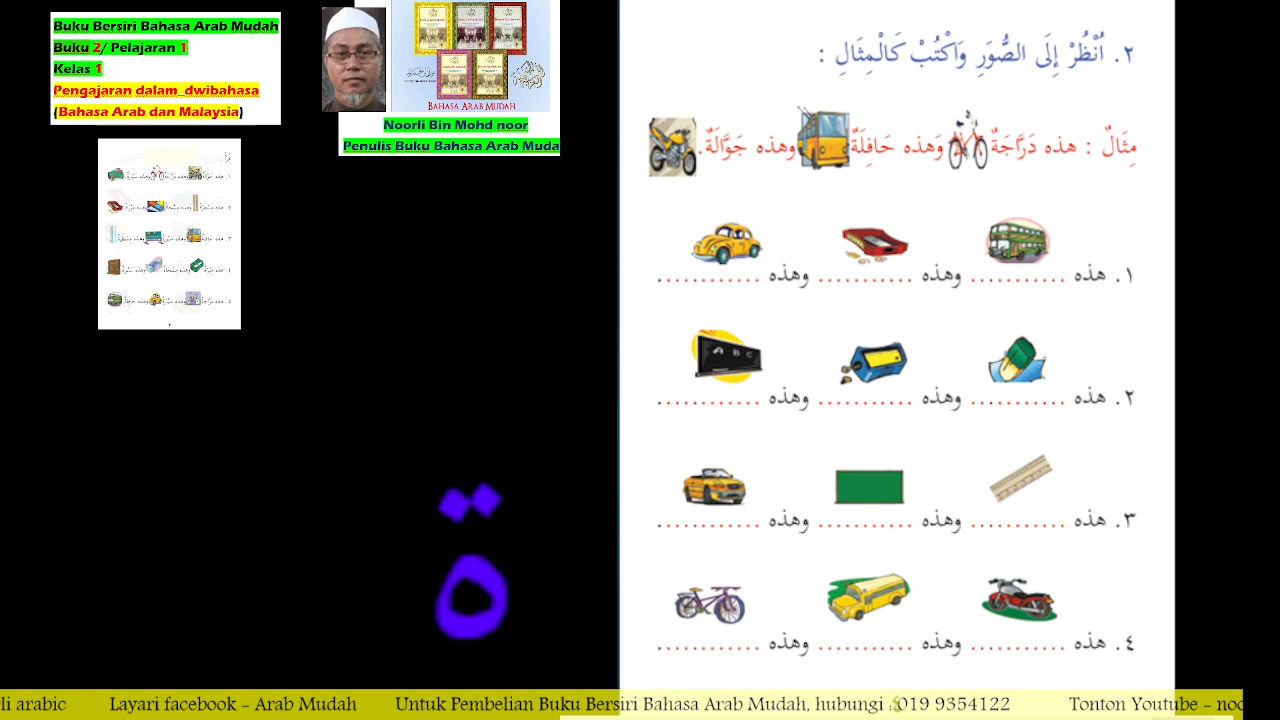 Buku Bersiri Bahasa Arab Mudah
Buku 2/ Pelajaran 1
Kelas 1
Pengajaran dalam dwibahasa
(Bahasa Arab dan Malaysia)
BAHASA ARAB MUDAH
Noorli Bin Mohd noor
Penulis Buku Bahasa Arab Muda
٢. اُنْظُرْ إِلَى الصُّوَرِ وَاكْتُبْ كَالْمِثَالِ :
مِثَالٌ : هذه دَرَّاجَةٌ وَهذه حَافِلَةٌ وهذه جَوَّالَةٌ.
١. هذه ........... وهذه ........... وهذه ...........
A B C
٢. هذه ........... وهذه ........... وهذه ...........
٣. هذه ........... وهذه ........... وهذه ...........
٤. هذه ........... وهذه ........... وهذه ...........
ة
li arabic Layari facebook - Arab Mudah Untuk Pembelian Buku Bersiri Bahasa Arab Mudah, hubungi : 019 9354122 Tonton Youtube - noo